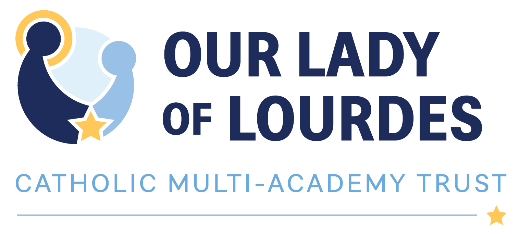 OUR LADY
OF LOURDES
CATHOLIC MULTI-ACADEMY TRUST